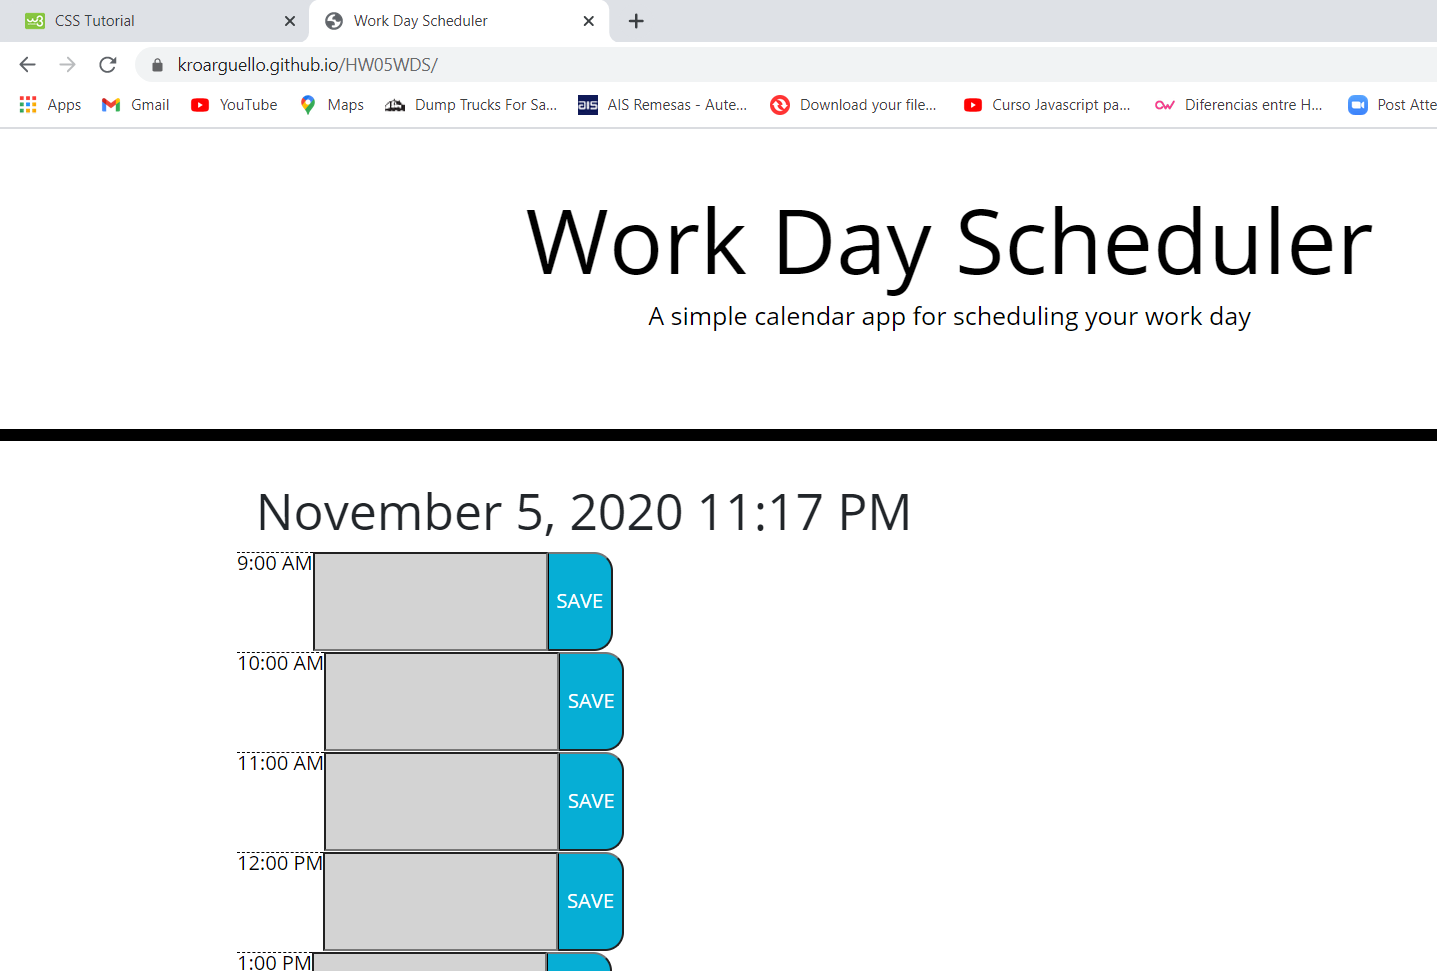 CSS Tutorial
Work Day Scheduler
kroarguello.github.io/HW05WDS/
Apps Gmail YouTube Maps Dump Trucks For Sa... AIS Remesas - Aute... Download your file... Curso Javascript pa... Diferencias entre H... Post Atte
Work Day Scheduler
A simple calendar app for scheduling your work day
November 5, 2020 11:17 PM
9:00 AM
SAVE
10:00 AM
SAVE
11:00 AM
SAVE
12:00 PM
SAVE
1:00 PM